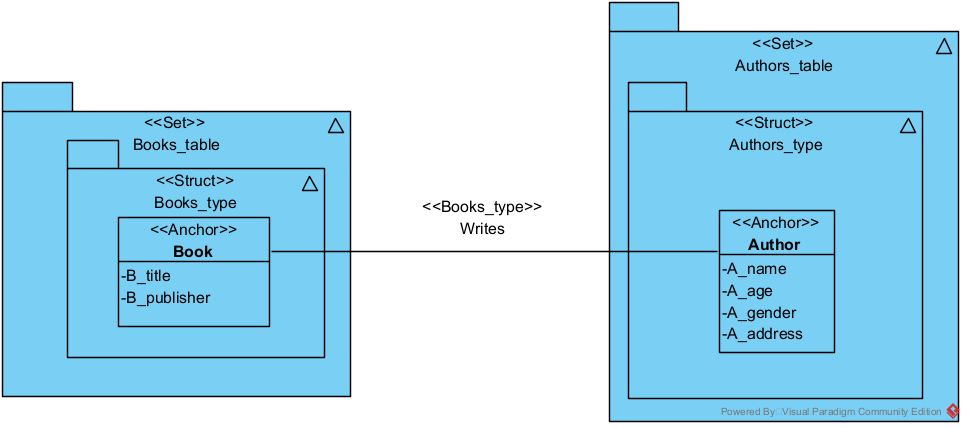 <<Set>>
Books_table
<<Struct>>
Books_type
<<Anchor>>
Book
-B_title
-B_publisher
<<Books_type>>
Writes
<<Set>>
Authors_table
<<Struct>>
Authors_type
<<Anchor>>
Author
-A_name
-A_age
-A_gender
-A_address
Powered By: Visual Paradigm Community Edition